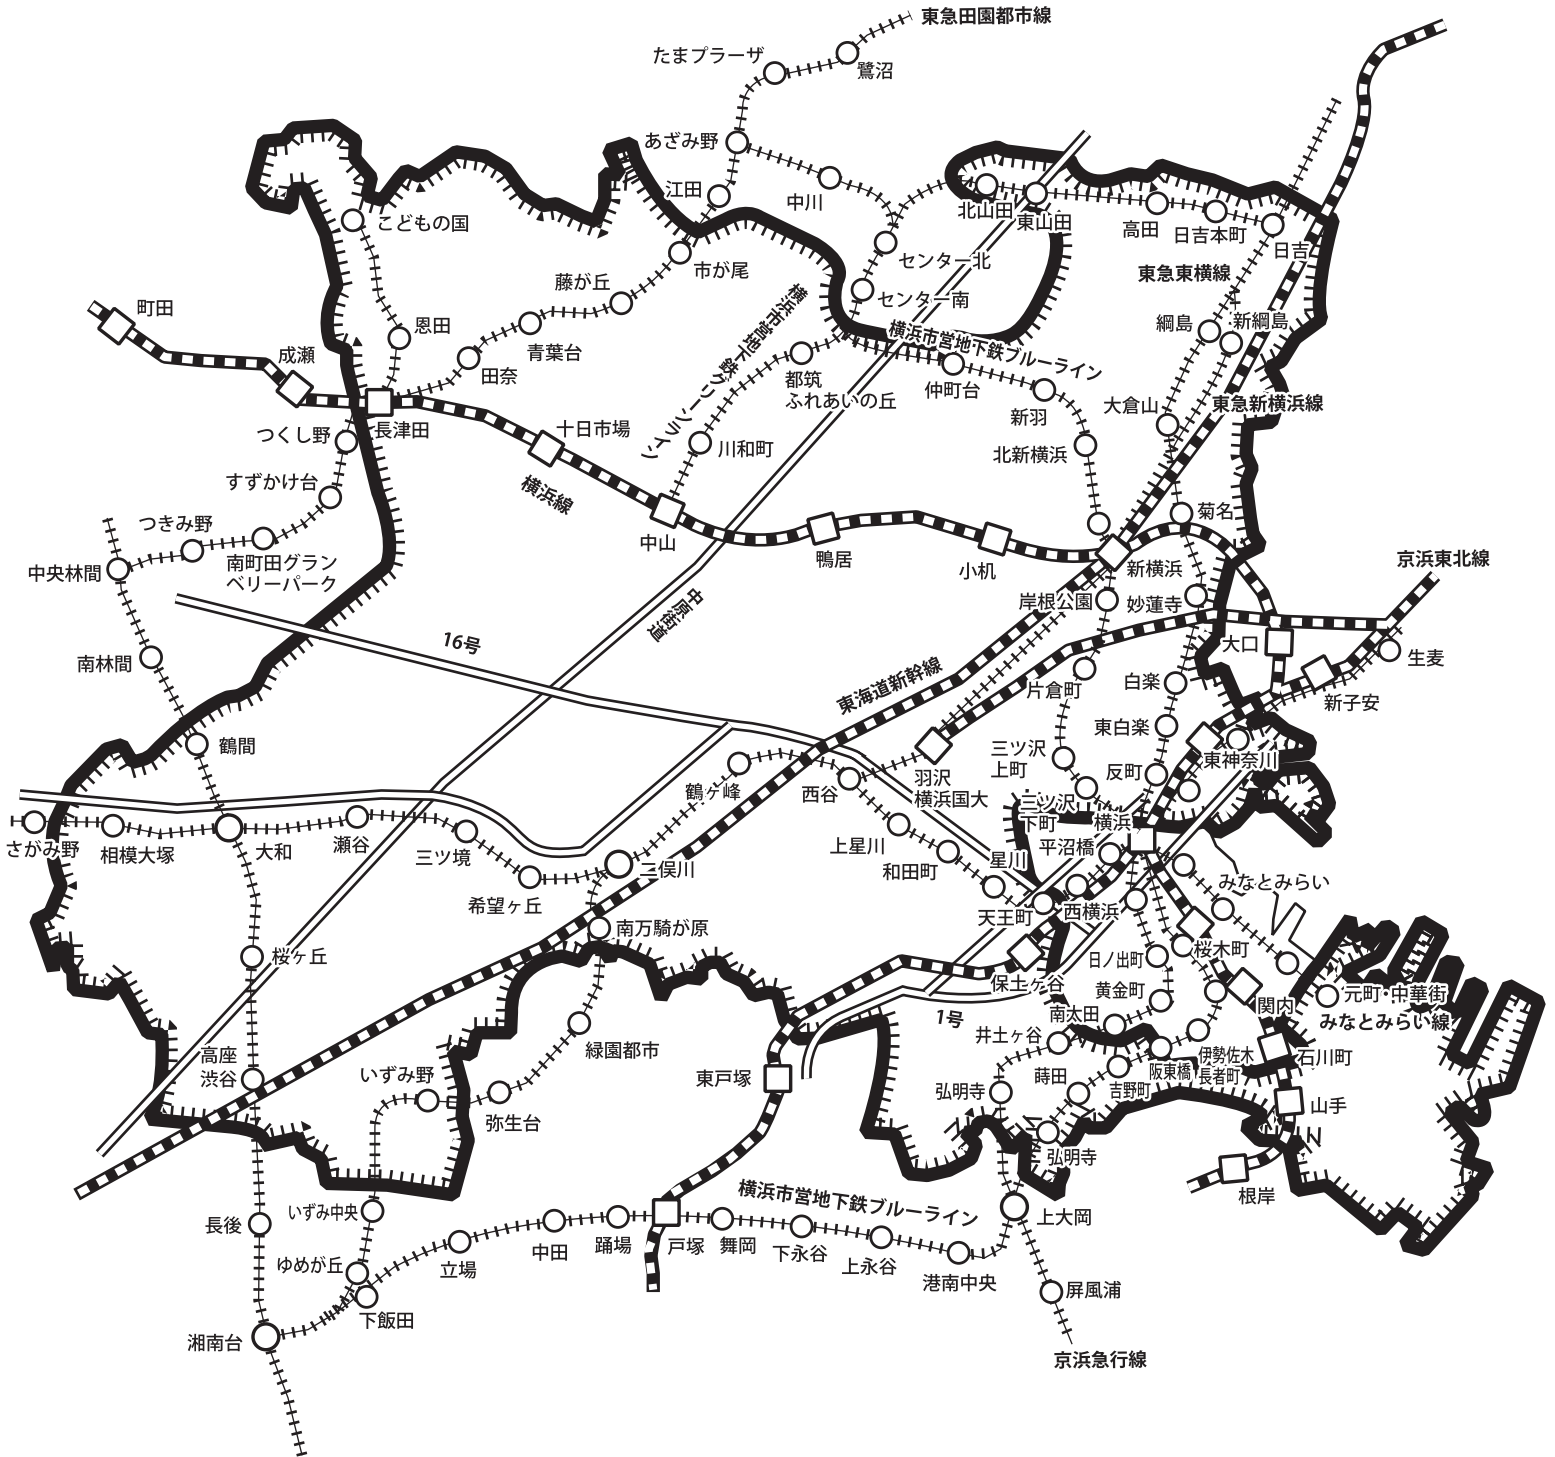 東急田園都市線
たまプラーザ
鷺沼
あざみ野
江田
中川
北山田
東山田
高田
日吉本町
日吉
こどもの国
センター北
市が尾
東急東横線
藤が丘
センター南
町田
横浜市営地下鉄グリーンライン
恩田
綱島
新綱島
横浜市営地下鉄ブルーライン
成瀬
青葉台
田奈
都筑
ふれあいの丘
仲町台
新羽
大倉山
東急新横浜線
つくし野
長津田
十日市場
川和町
北新横浜
すずかけ台
横浜線
菊名
つきみ野
南町田グラン
ベリーパーク
中央林間
中山
鴨居
小机
新横浜
京浜東北線
岸根公園
妙蓮寺
中原街道
16号
大口
生麦
南林間
東海道新幹線
片倉町
白楽
新子安
鶴間
東白楽
三ツ沢
上町
反町
東神奈川
羽沢
横浜国大
鶴ヶ峰
西谷
三ツ沢
下町
横浜
さがみ野
相模大塚
大和
瀬谷
三ツ境
上星川
平沼橋
和田町
星川
二俣川
みなとみらい
希望ヶ丘
天王町
西横浜
南万騎が原
桜ヶ丘
日ノ出町
桜木町
保土ヶ谷
黄金町
関内
元町・中華街
みなとみらい線
南太田
1号
井土ヶ谷
緑園都市
高座
渋谷
いずみ野
東戸塚
蒔田
阪東橋
伊勢佐木
長者町
石川町
弘明寺
吉野町
弥生台
山手
弘明寺
根岸
横浜市営地下鉄ブルーライン
長後
いずみ中央
上大岡
中田
踊場
戸塚
舞岡
下永谷
上永谷
港南中央
立場
ゆめが丘
下飯田
屏風浦
湘南台
京浜急行線